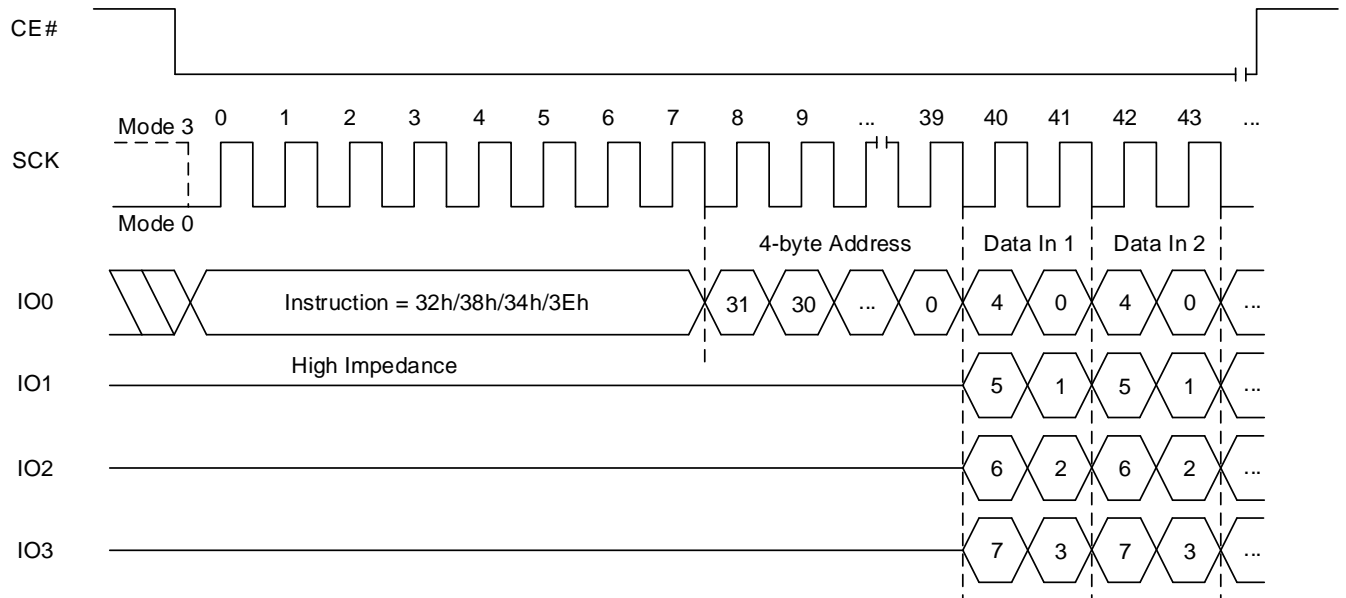 CE#
Mode 3 0 1 2 3 4 5 6 7 8 9 ... 39 40 41 42 43 ...
SCK
Mode 0
4-byte Address Data In 1 Data In 2
IO0 Instruction = 32h/38h/34h/3Eh 31 30 ... 0 4 0 4 0 ...
High Impedance
IO1 5 1 5 1 ...
IO2 6 2 6 2 ...
IO3 7 3 7 3 ...